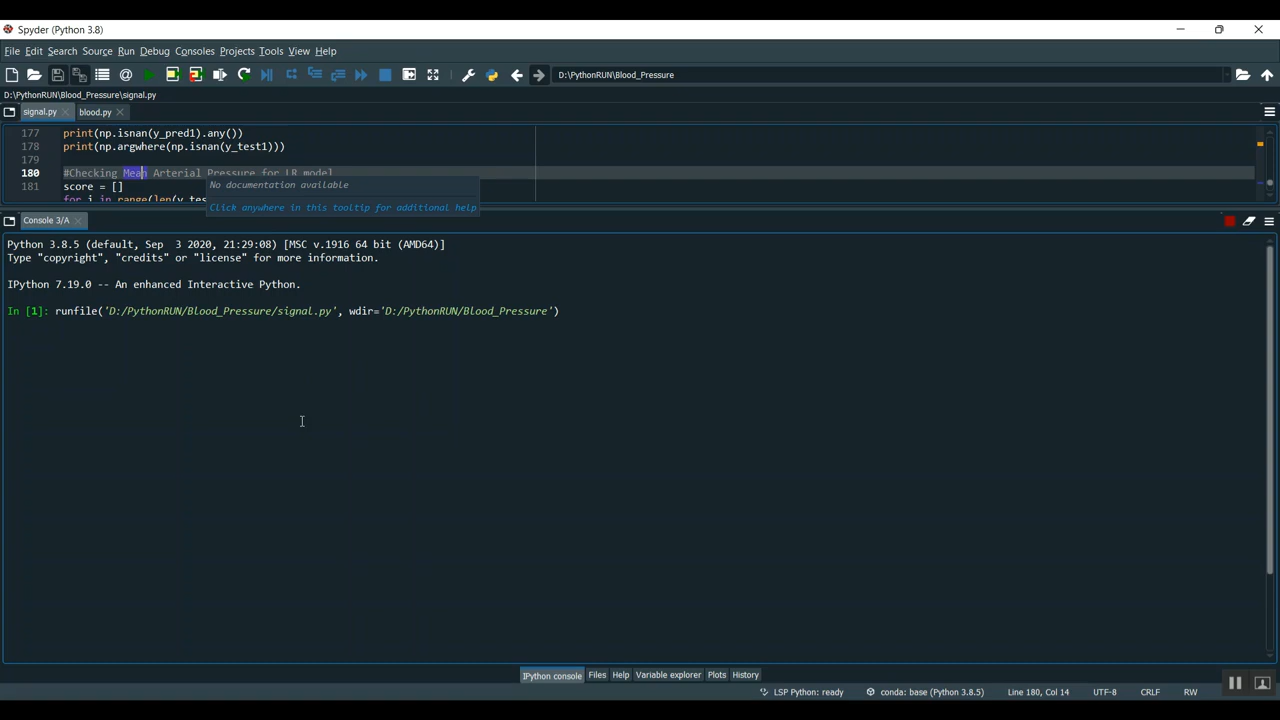 Spyder (Python 3.8)
File Edit Search Source Run Debug Consoles Projects Tools View Help
D:\PythonRUN\Blood_Pressure
D:\PythonRUN\Blood_Pressure\signal.py
signal.py blood.py
177 print(np.isnan(y_pred1).any())
178 print(np.argwhere(np.isnan(y_test1)))
179
180 #Checking Mean Arterial Pressure for LR model
No documentation available
181 score = []
for i in range(len(y_tes
Click anywhere in this tooltip for additional help
Console 3/A
Python 3.8.5 (default, Sep 3 2020, 21:29:08) [MSC v.1916 64 bit (AMD64)]
Type "copyright", "credits" or "license" for more information.
IPython 7.19.0 -- An enhanced Interactive Python.
In [1]: runfile('D:/PythonRUN/Blood_Pressure/signal.py', wdir='D:/PythonRUN/Blood_Pressure')
IPython console Files Help Variable explorer Plots History
LSP Python: ready conda: base (Python 3.8.5) Line 180, Col 14 UTF-8 CRLF RW